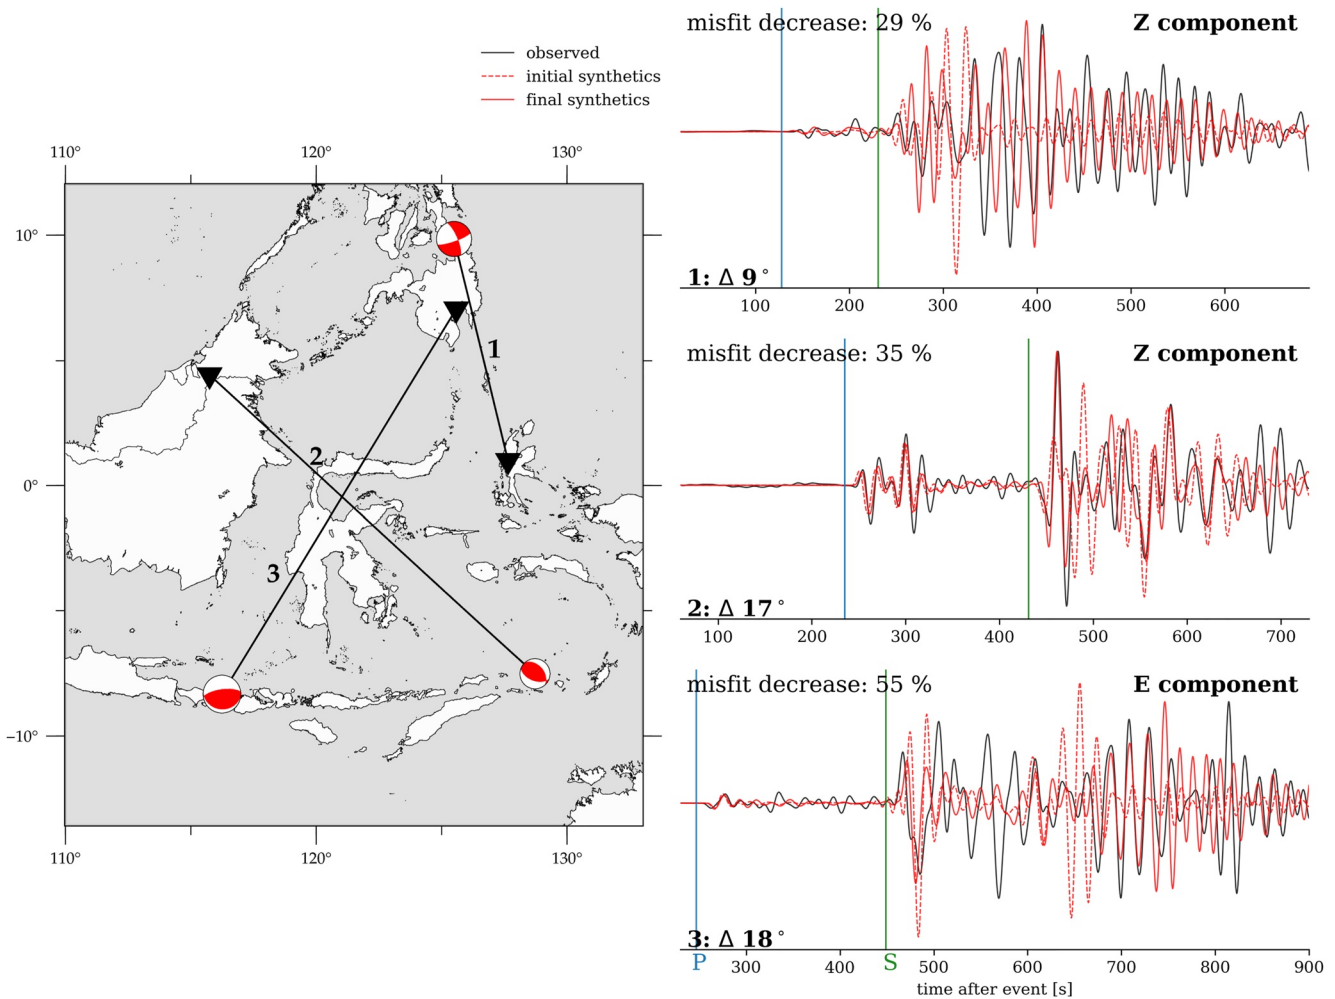 observed
initial synthetics
final synthetics
110° 120° 130°
10°
0°
−10°
1
2
3
110° 120° 130°
misfit decrease: 29 % Z component
1: Δ 9°
100 200 300 400 500 600
misfit decrease: 35 % Z component
2: Δ 17°
100 200 300 400 500 600 700
misfit decrease: 55 % E component
3: Δ 18°
P S
300 400 500 600 700 800 900
time after event [s]